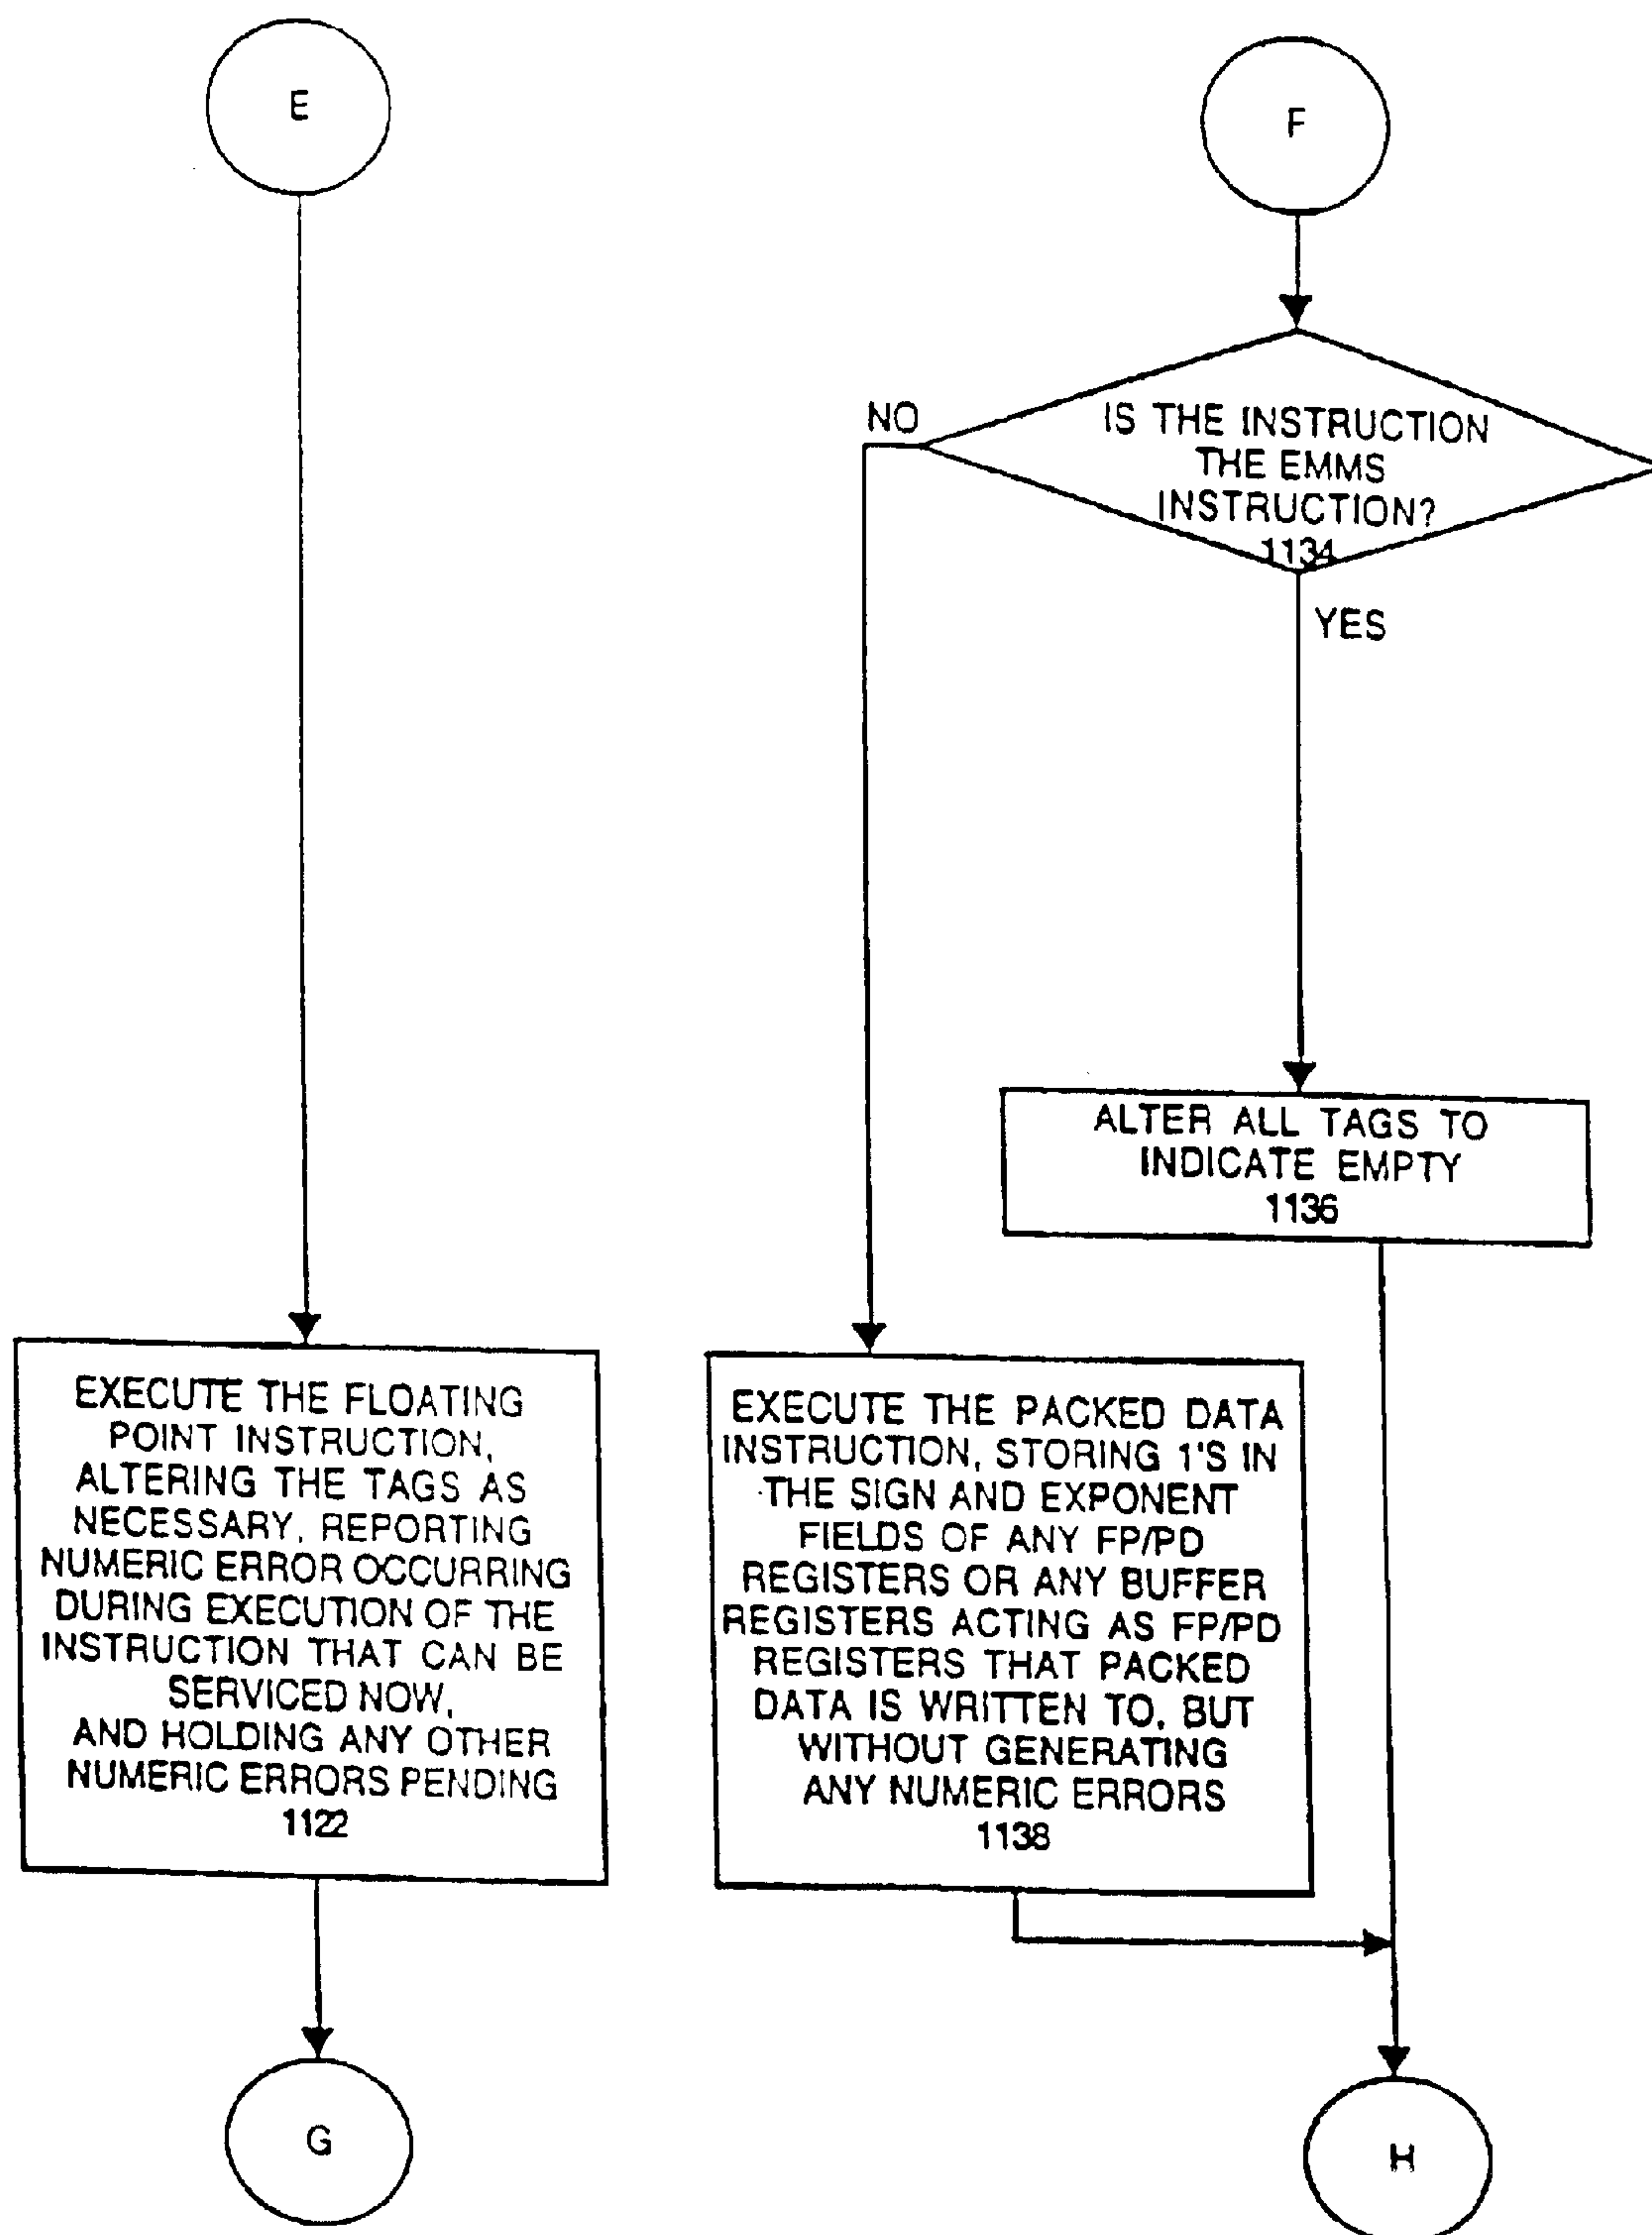 E
F
NO
IS THE INSTRUCTION
THE EMMS
INSTRUCTION?
1134
YES
ALTER ALL TAGS TO
INDICATE EMPTY
1136
EXECUTE THE FLOATING
POINT INSTRUCTION,
ALTERING THE TAGS AS
NECESSARY, REPORTING
NUMERIC ERROR OCCURRING
DURING EXECUTION OF THE
INSTRUCTION THAT CAN BE
SERVICED NOW,
AND HOLDING ANY OTHER
NUMERIC ERRORS PENDING
1122
EXECUTE THE PACKED DATA
INSTRUCTION, STORING 1'S IN
THE SIGN AND EXPONENT
FIELDS OF ANY FP/PD
REGISTERS OR ANY BUFFER
REGISTERS ACTING AS FP/PD
REGISTERS THAT PACKED
DATA IS WRITTEN TO, BUT
WITHOUT GENERATING
ANY NUMERIC ERRORS
1138
G
H